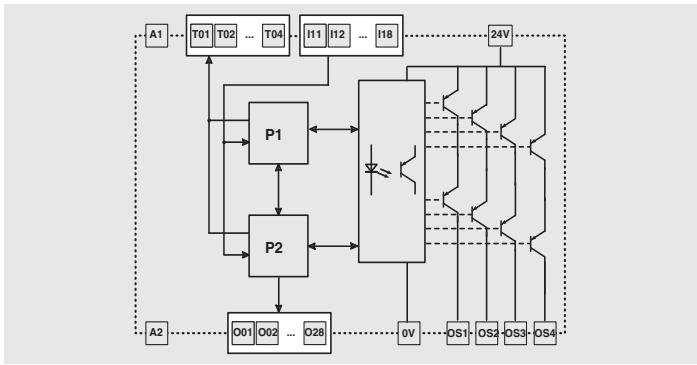 A1 T01 T02 ... T04 I11 I12 ... I18 24V
P1
P2
A2 O01 O02 ... O28 0V OS1 OS2 OS3 OS4